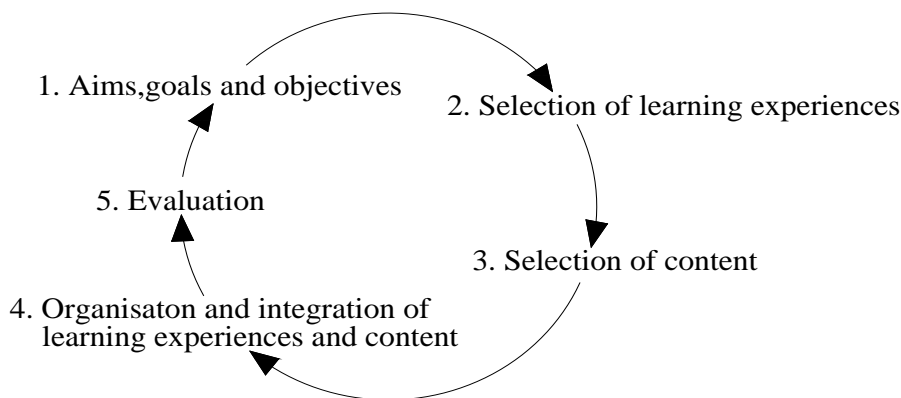 1. Aims,goals and objectives
2. Selection of learning experiences
3. Selection of content
4. Organisaton and integration of
learning experiences and content
5. Evaluation